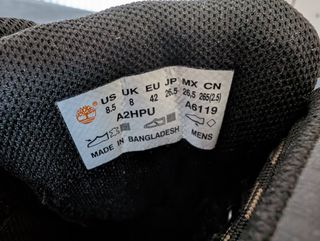 US UK EU JP MX CN
8.5 8 42 26.5 26,5 265(2.5)
A2HPU A6119
MADE IN BANGLADESH MENS